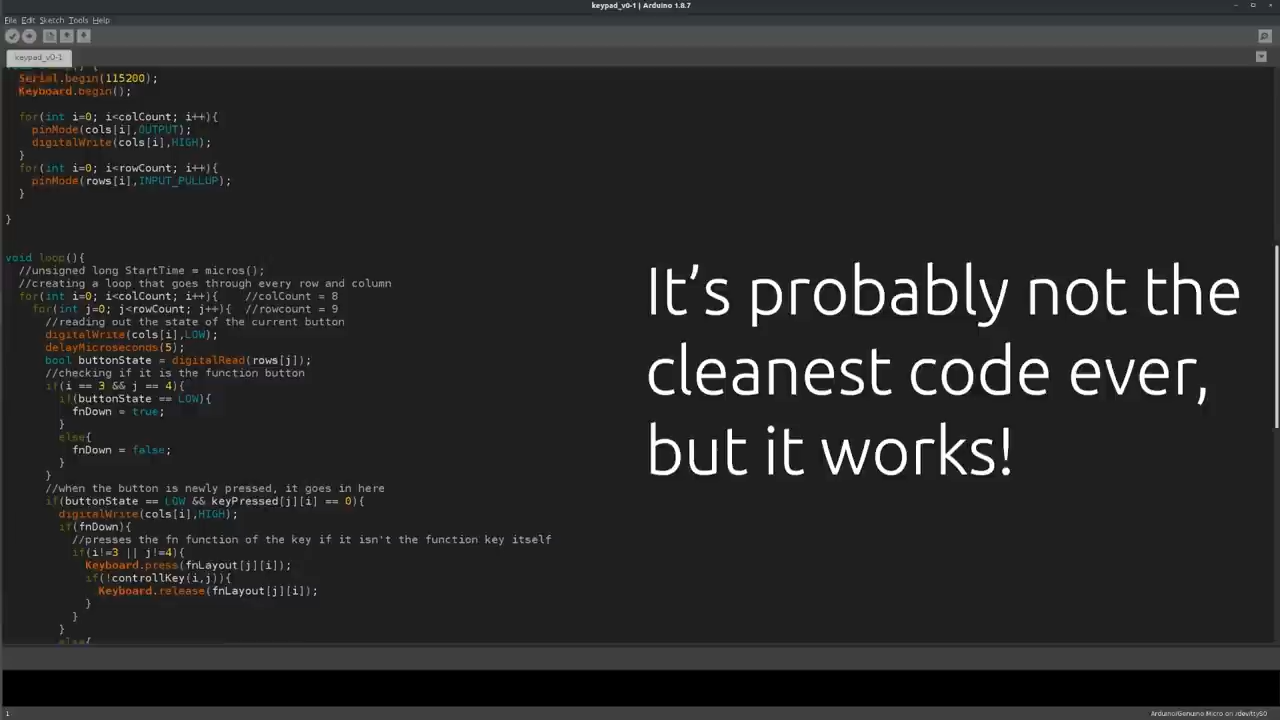 keypad_v0-1 | Arduino 1.8.7
File Edit Sketch Tools Help
keypad_v0-1
Serial.begin(115200);
Keyboard.begin();
for(int i=0; i<colCount; i++){
pinMode(cols[i],OUTPUT);
digitalWrite(cols[i],HIGH);
}
for(int i=0; i<rowCount; i++){
pinMode(rows[i],INPUT_PULLUP);
}
}
void loop(){
//unsigned long StartTime = micros();
//creating a loop that goes through every row and column
for(int i=0; i<colCount; i++){ //colCount = 8
for(int j=0; j<rowCount; j++){ //rowcount = 9
//reading out the state of the current button
digitalWrite(cols[i],LOW);
delayMicroseconds(5);
bool buttonState = digitalRead(rows[j]);
//checking if it is the function button
if(i == 3 && j == 4){
if(buttonState == LOW){
fnDown = true;
}
else{
fnDown = false;
}
}
//when the button is newly pressed, it goes in here
if(buttonState == LOW && keyPressed[j][i] == 0){
digitalWrite(cols[i],HIGH);
if(fnDown){
//presses the fn function of the key if it isn't the function key itself
if(i!=3 || j!=4){
Keyboard.press(fnLayout[j][i]);
if(!controllKey(i,j)){
Keyboard.release(fnLayout[j][i]);
}
}
}
else{
It's probably not the
cleanest code ever,
but it works!
1
Arduino/Genuino Micro on /dev/ttyS0